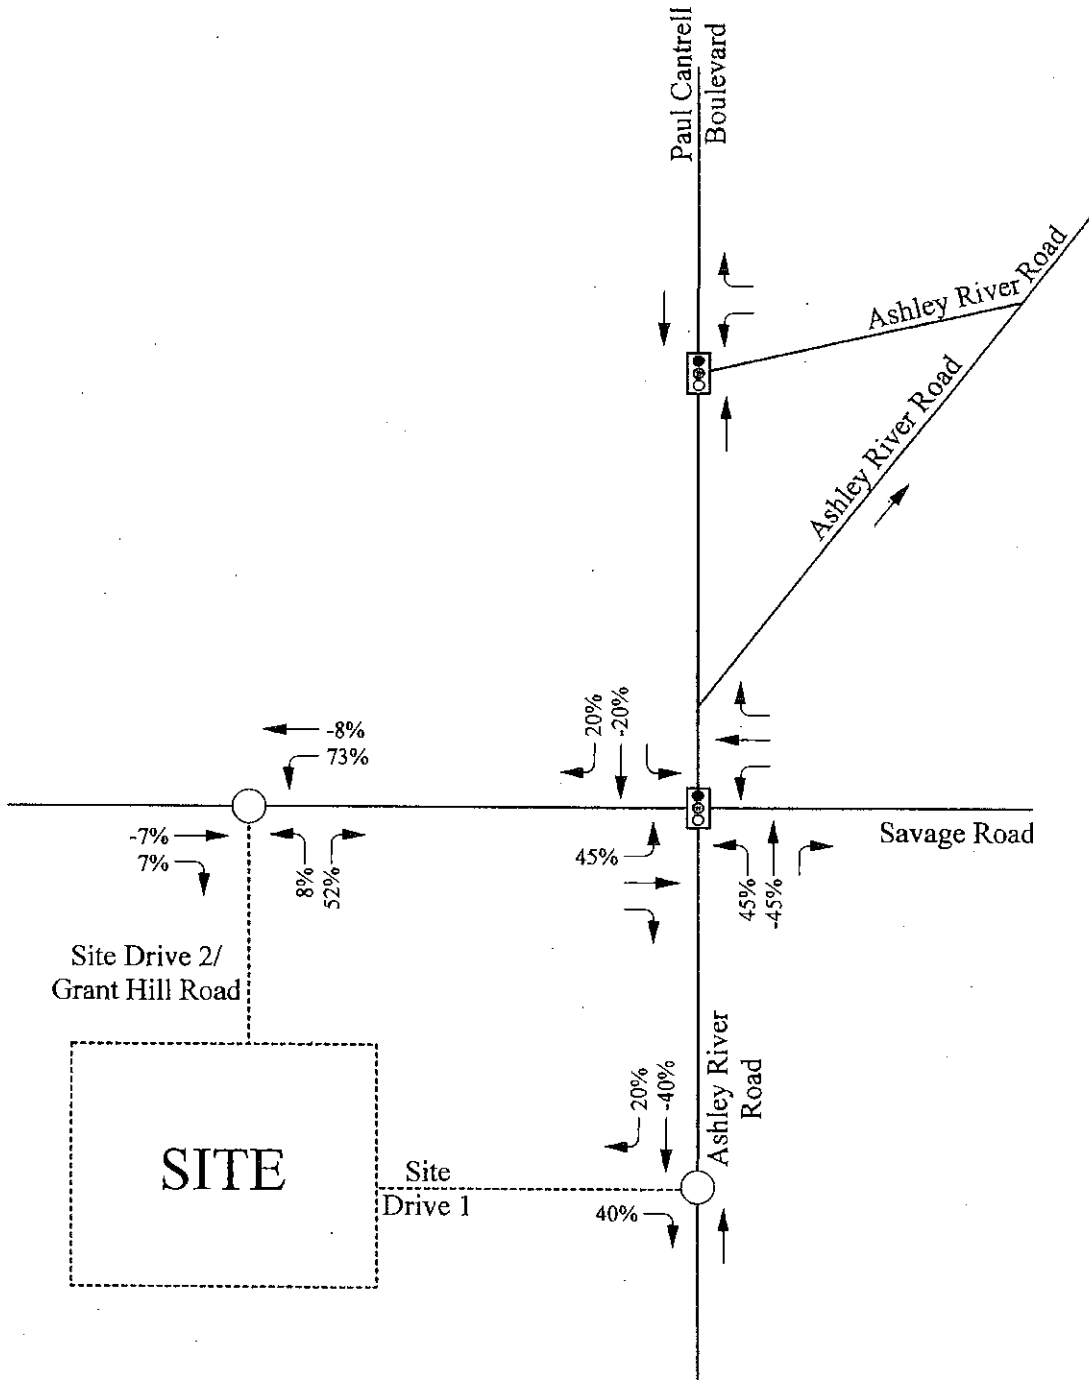 Paul Cantrell
Boulevard
Ashley River Road
Ashley River Road
-8%
73%
20%
-20%
-7%
7%
8%
52%
45%
45%
-45%
Savage Road
Site Drive 2/
Grant Hill Road
20%
-40%
Ashley River
Road
SITE
Site
Drive 1
40%